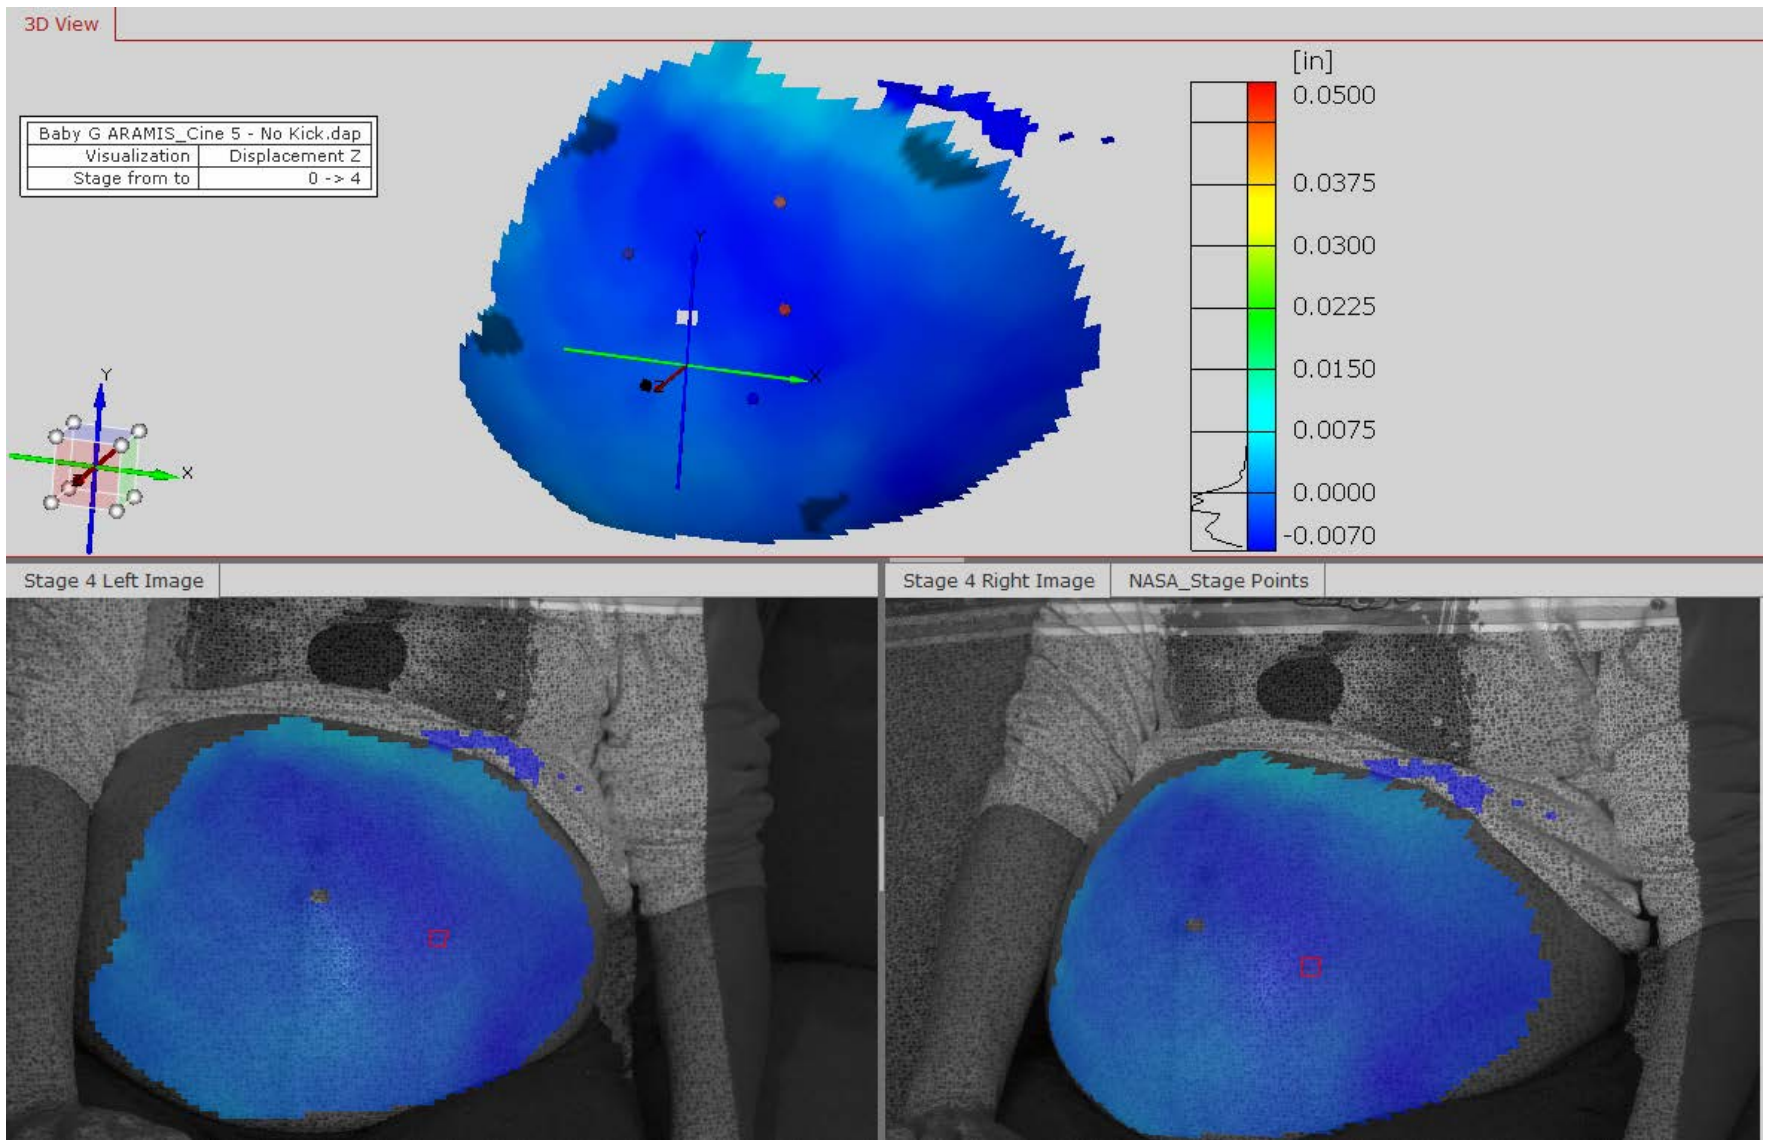 3D View
Baby G ARAMIS_Cine 5 - No Kick.dap
Visualization Displacement Z
Stage from to 0 -> 4
[in]
0.0500
0.0375
0.0300
0.0225
0.0150
0.0075
0.0000
-0.0070
Y
X
Z
Y
X
Stage 4 Left Image
Stage 4 Right Image
NASA_Stage Points